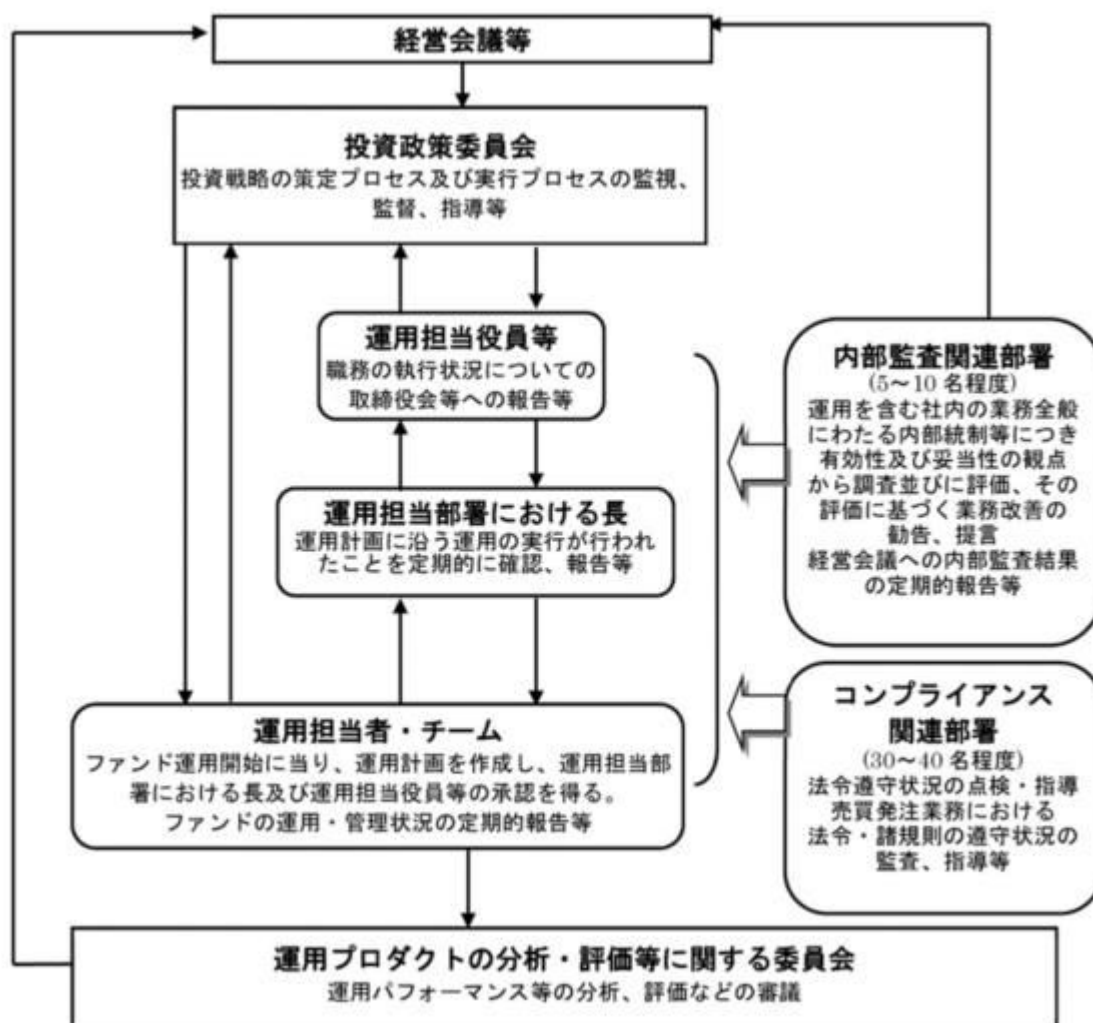 経営会議等
投資政策委員会
投資戦略の策定プロセス及び実行プロセスの監視、
監督、指導等
運用担当役員等
職務の執行状況についての
取締役会等への報告等
運用担当部署における長
運用計画に沿う運用の実行が行われ
たことを定期的に確認、報告等
運用担当者・チーム
ファンド運用開始に当り、運用計画を作成し、運用担当部
署における長及び運用担当役員等の承認を得る。
ファンドの運用・管理状況の定期的報告等
内部監査関連部署
(5～10 名程度)
運用を含む社内の業務全般
にわたる内部統制等につき
有効性及び妥当性の観点
から調査並びに評価、その
評価に基づく業務改善の
勧告、提言
経営会議への内部監査結果
の定期的報告等
コンプライアンス
関連部署
(30～40 名程度)
法令遵守状況の点検・指導
売買発注業務における
法令・諸規則の遵守状況の
監査、指導等
運用プロダクトの分析・評価等に関する委員会
運用パフォーマンス等の分析、評価などの審議